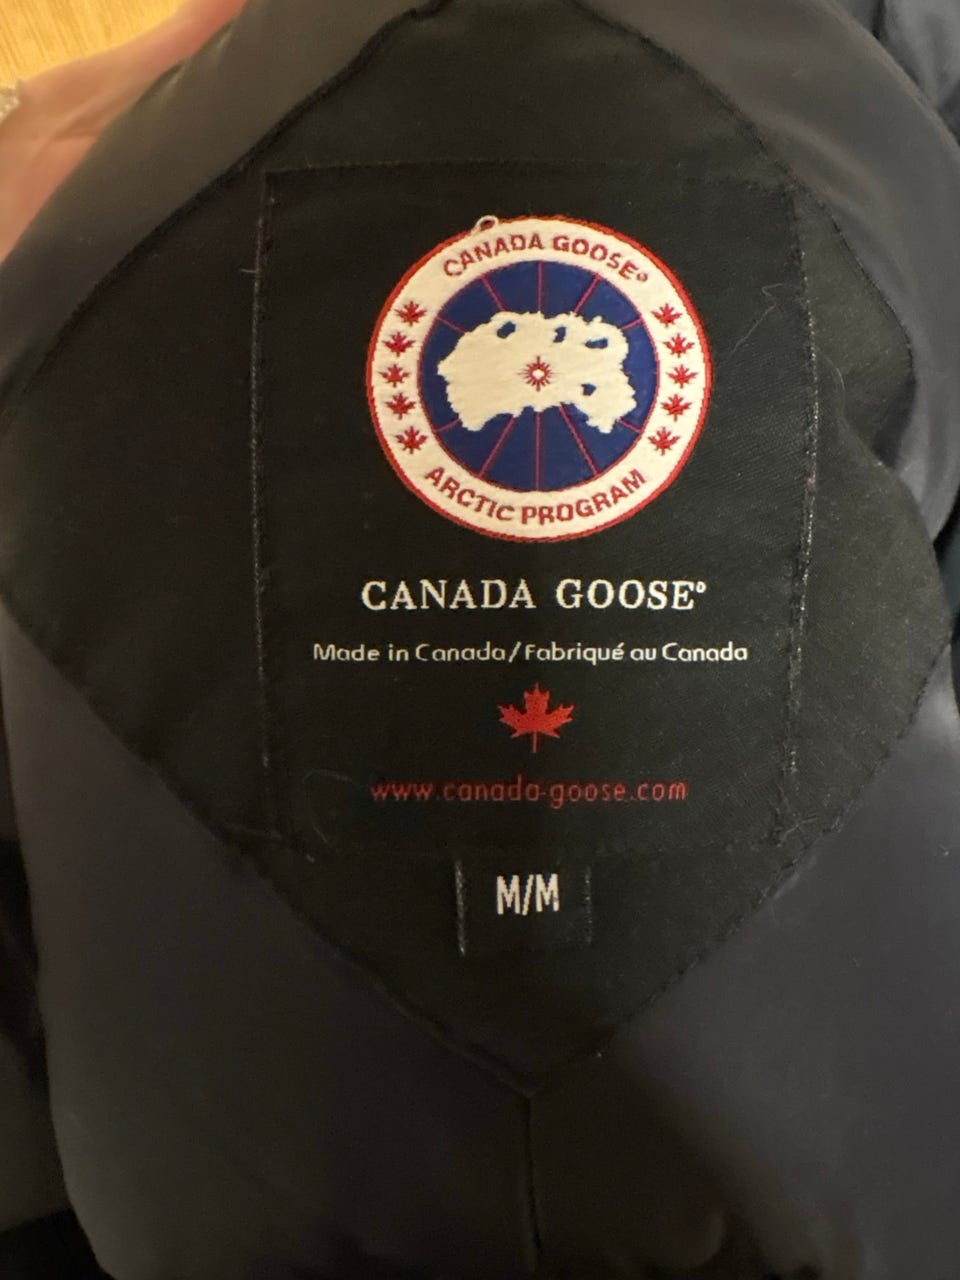 CANADA GOOSE®
ARCTIC PROGRAM
CANADA GOOSE®
Made in Canada/Fabriqué au Canada
www.canada-goose.com
M/M